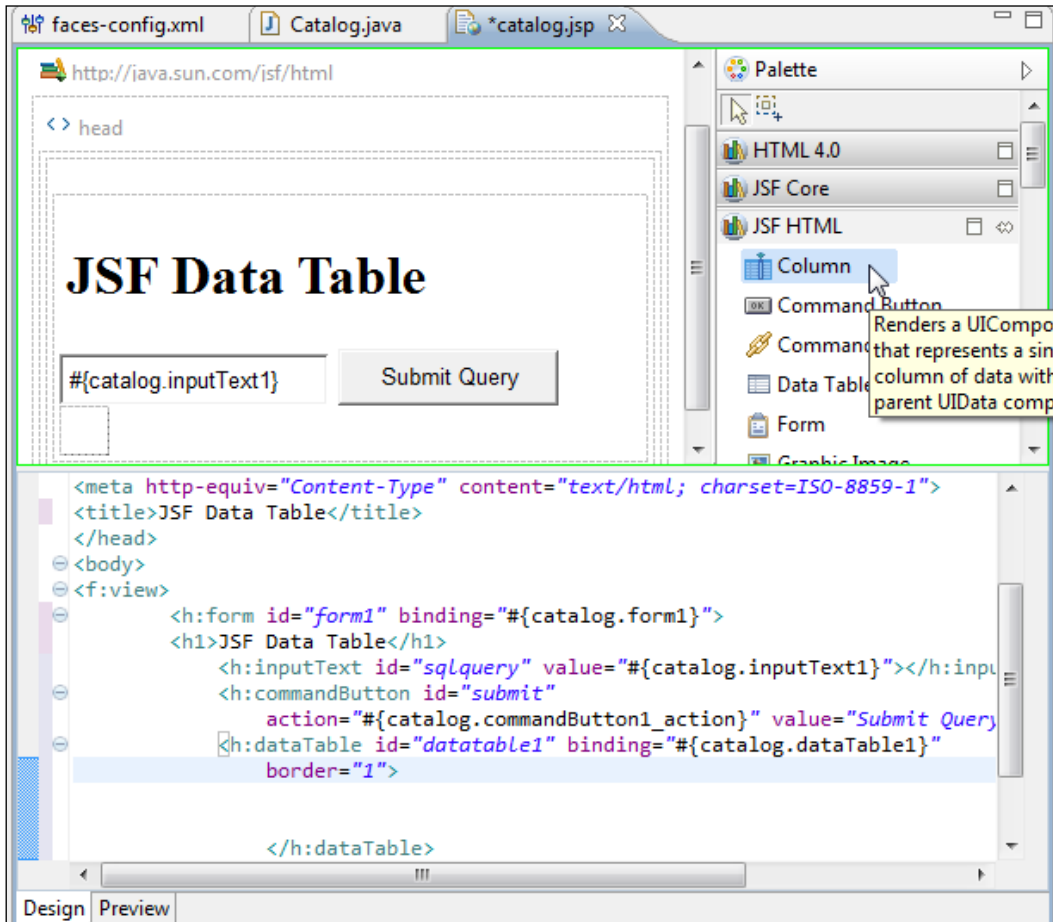 faces-config.xml
Catalog.java
*catalog.jsp
http://java.sun.com/jsf/html
< > head
JSF Data Table
#{catalog.inputText1}
Submit Query
Palette
HTML 4.0
JSF Core
JSF HTML
Column
OK Command Button
Command
Data Table
Form
Graphic Image
Renders a UICompo
that represents a sin
column of data with
parent UIData comp
<meta http-equiv="Content-Type" content="text/html; charset=ISO-8859-1">
<title>JSF Data Table</title>
</head>
<body>
<f:view>
<h:form id="form1" binding="#{catalog.form1}">
<h1>JSF Data Table</h1>
<h:inputText id="sqlquery" value="#{catalog.inputText1}"></h:inpu
<h:commandButton id="submit"
action="#{catalog.commandButton1_action}" value="Submit Query
<h:dataTable id="datatable1" binding="#{catalog.dataTable1}"
border="1">
</h:dataTable>
Design
Preview